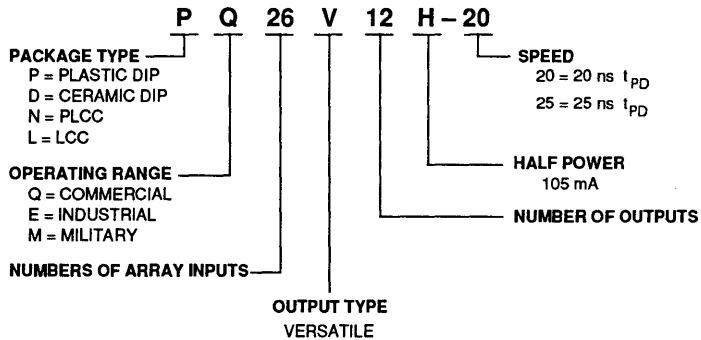 P Q 26 V 12 H – 20
PACKAGE TYPE
P = PLASTIC DIP
D = CERAMIC DIP
N = PLCC
L = LCC
OPERATING RANGE
Q = COMMERCIAL
E = INDUSTRIAL
M = MILITARY
NUMBERS OF ARRAY INPUTS
OUTPUT TYPE
VERSATILE
SPEED
20 = 20 ns tPD
25 = 25 ns tPD
HALF POWER
105 mA
NUMBER OF OUTPUTS